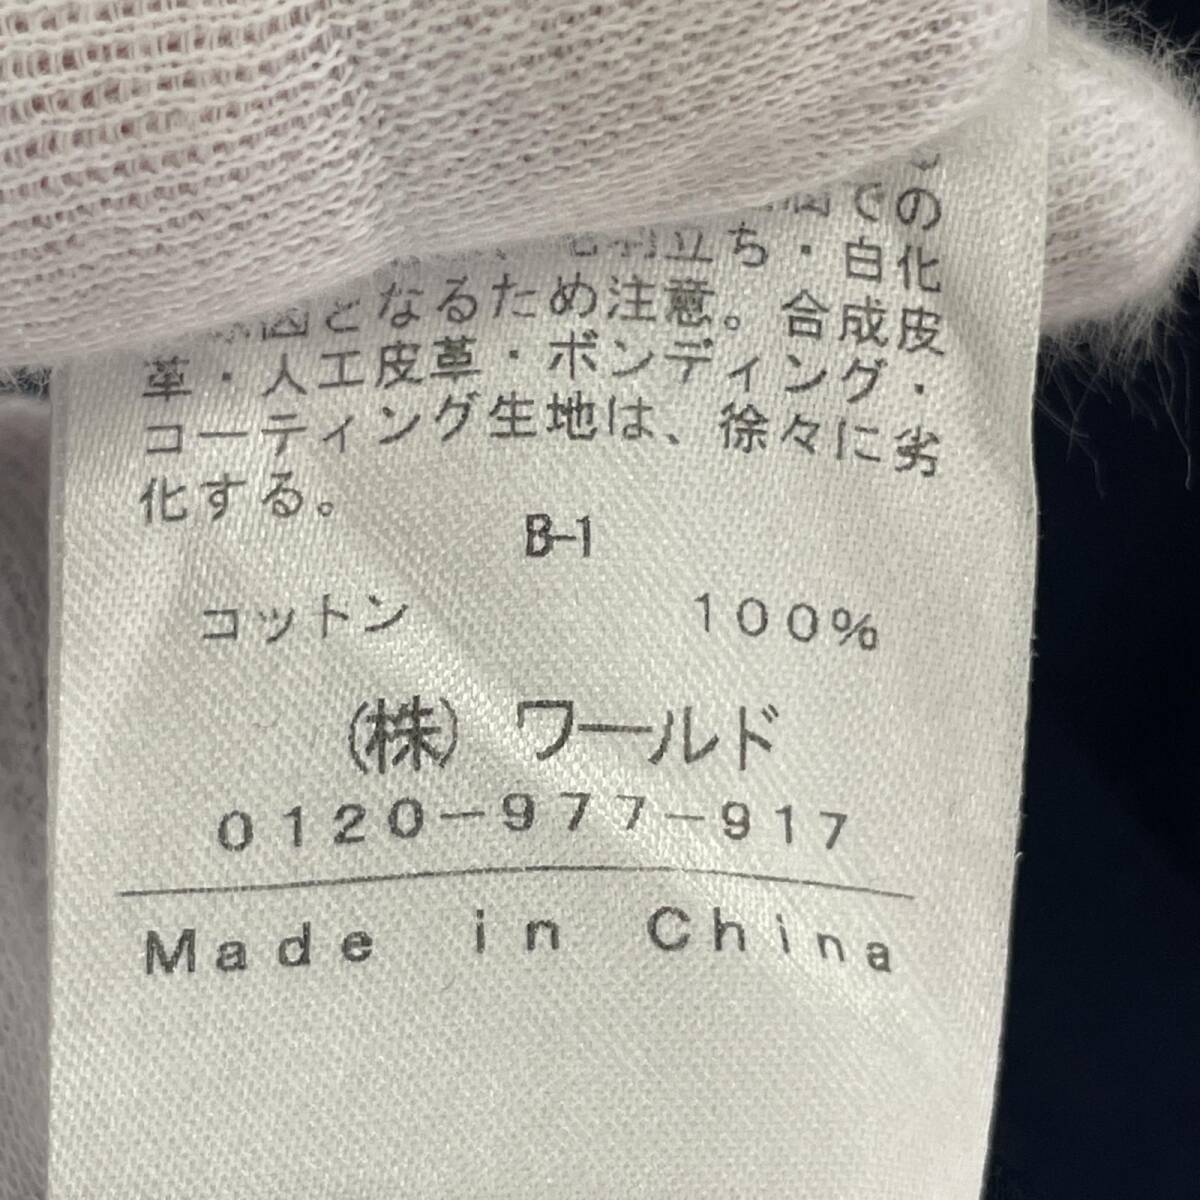 での
立ち・白化
となるため注意。合成皮
革・人工皮革・ボンディング・
コーティング生地は、徐々に劣
化する。
B-1
コットン 100%
(株) ワールド
0120-977-917
Made in China